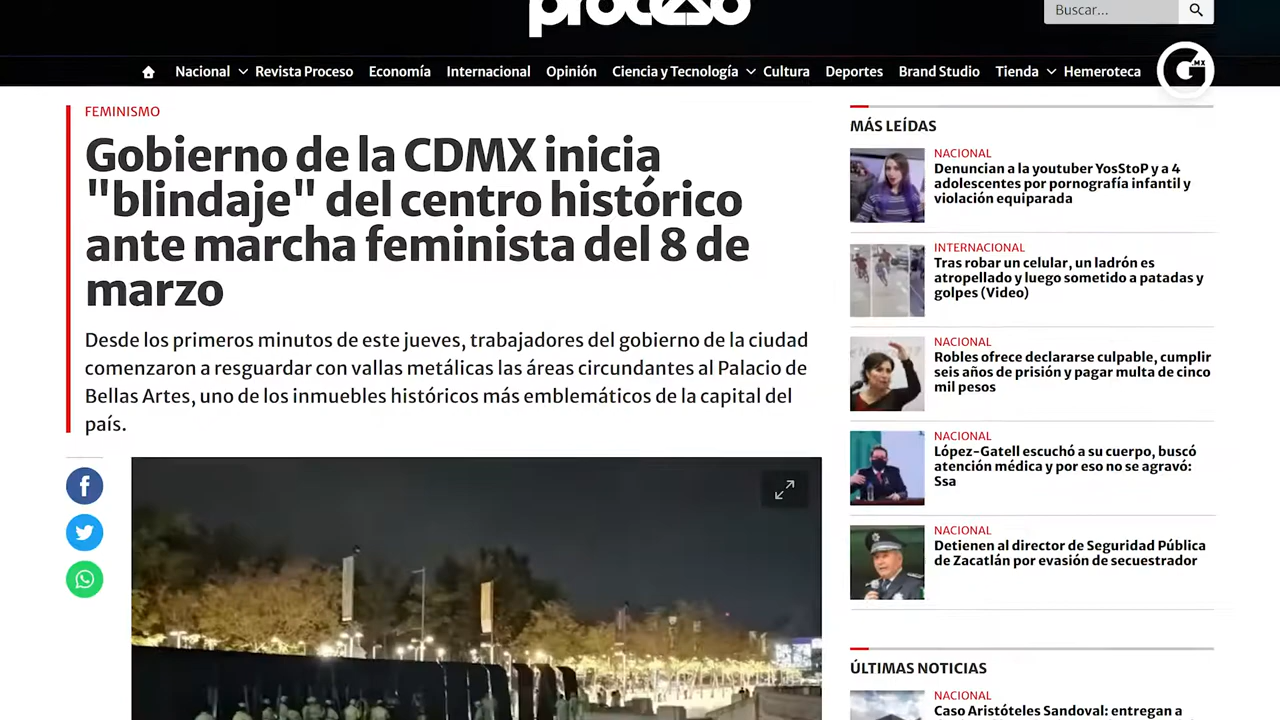 proceso
Buscar...
Nacional Revista Proceso Economía Internacional Opinión Ciencia y Tecnología Cultura Deportes Brand Studio Tienda Hemeroteca
G.MX
FEMINISMO
Gobierno de la CDMX inicia
"blindaje" del centro histórico
ante marcha feminista del 8 de
marzo
Desde los primeros minutos de este jueves, trabajadores del gobierno de la ciudad
comenzaron a resguardar con vallas metálicas las áreas circundantes al Palacio de
Bellas Artes, uno de los inmuebles históricos más emblemáticos de la capital del
país.
MÁS LEÍDAS
NACIONAL
Denuncian a la youtuber YosStoP y a 4
adolescentes por pornografía infantil y
violación equiparada
INTERNACIONAL
Tras robar un celular, un ladrón es
atropellado y luego sometido a patadas y
golpes (Video)
NACIONAL
Robles ofrece declararse culpable, cumplir
seis años de prisión y pagar multa de cinco
mil pesos
NACIONAL
López-Gatell escuchó a su cuerpo, buscó
atención médica y por eso no se agravó:
Ssa
NACIONAL
Detienen al director de Seguridad Pública
de Zacatlán por evasión de secuestrador
ÚLTIMAS NOTICIAS
NACIONAL
Caso Aristóteles Sandoval: entregan a